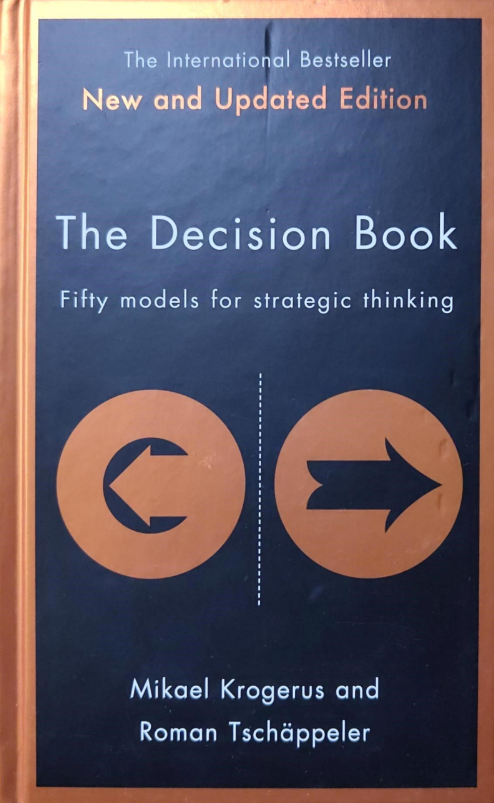 The International Bestseller
New and Updated Edition
The Decision Book
Fifty models for strategic thinking
Mikael Krogerus and
Roman Tschäppeler